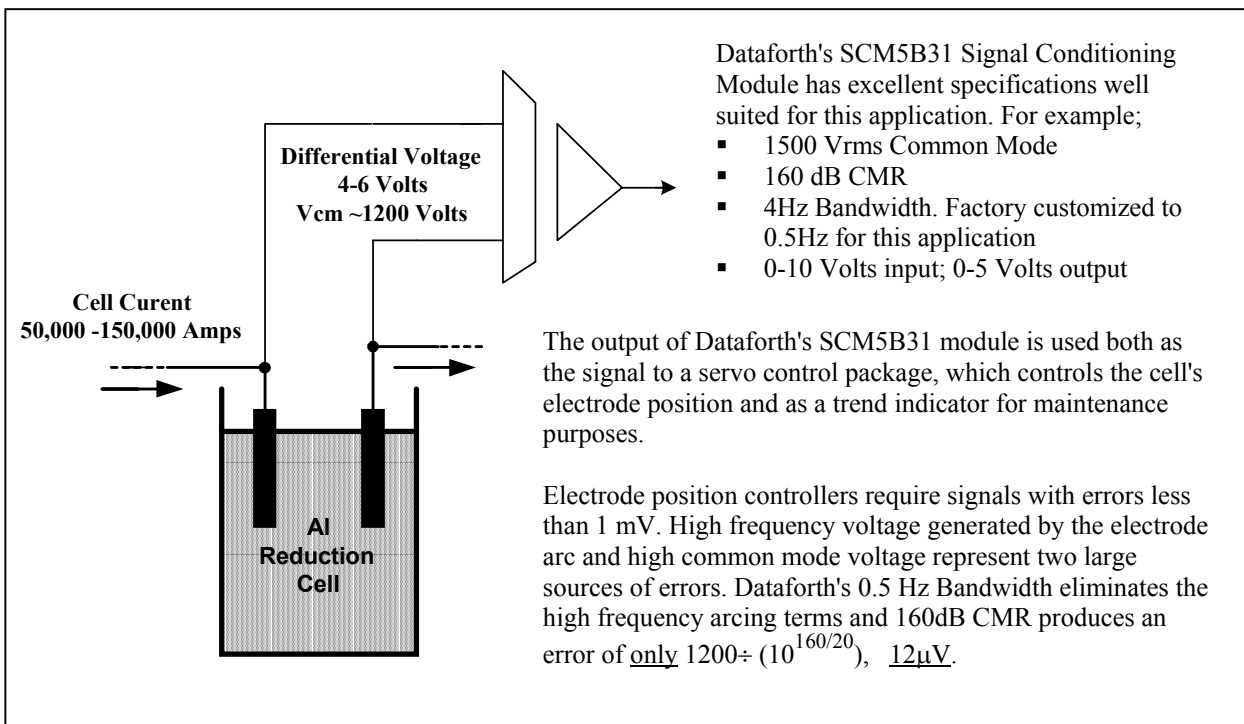 Dataforth's SCM5B31 Signal Conditioning
Module has excellent specifications well
suited for this application. For example;
▪ 1500 Vrms Common Mode
▪ 160 dB CMR
▪ 4Hz Bandwidth. Factory customized to
0.5Hz for this application
▪ 0-10 Volts input; 0-5 Volts output
Differential Voltage
4-6 Volts
Vcm ~1200 Volts
Cell Curent
50,000 -150,000 Amps
The output of Dataforth's SCM5B31 module is used both as
the signal to a servo control package, which controls the cell's
electrode position and as a trend indicator for maintenance
purposes.
Electrode position controllers require signals with errors less
than 1 mV. High frequency voltage generated by the electrode
arc and high common mode voltage represent two large
sources of errors. Dataforth's 0.5 Hz Bandwidth eliminates the
high frequency arcing terms and 160dB CMR produces an
error of only 1200÷ (10^160/20), 12μV.
Al
Reduction
Cell